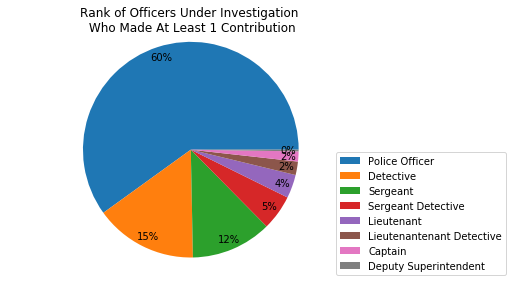 Rank of Officers Under Investigation
Who Made At Least 1 Contribution
60%
15%
12%
5%
4%
2%
2%
0%
Police Officer
Detective
Sergeant
Sergeant Detective
Lieutenant
Lieutenantenant Detective
Captain
Deputy Superintendent